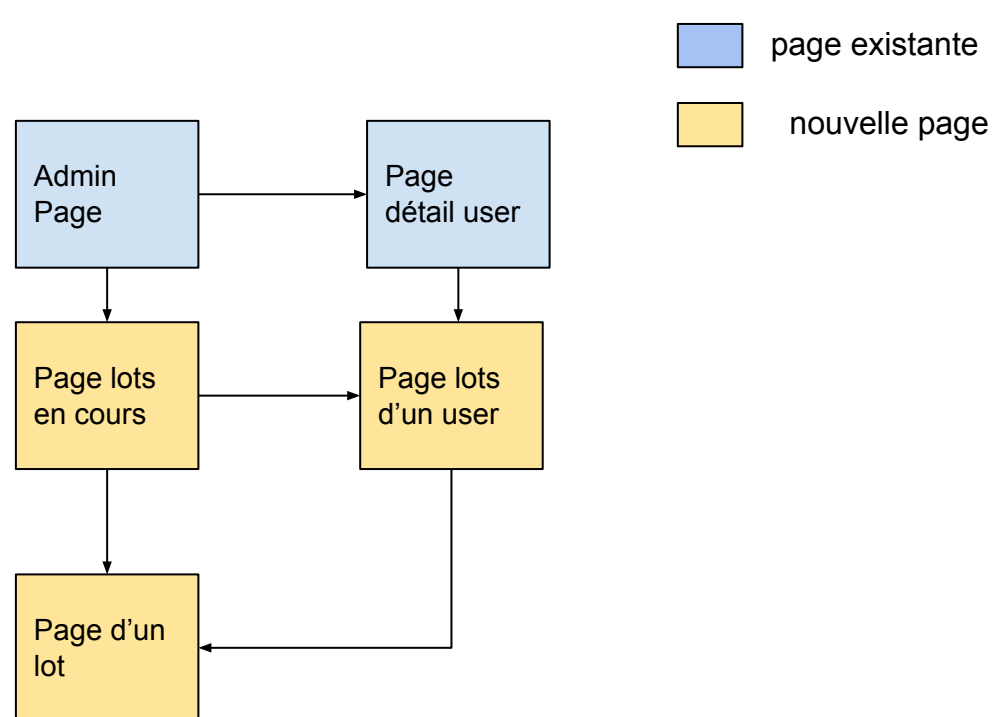 page existante
nouvelle page
Admin
Page
Page
détail user
Page lots
en cours
Page lots
d’un user
Page d’un
lot